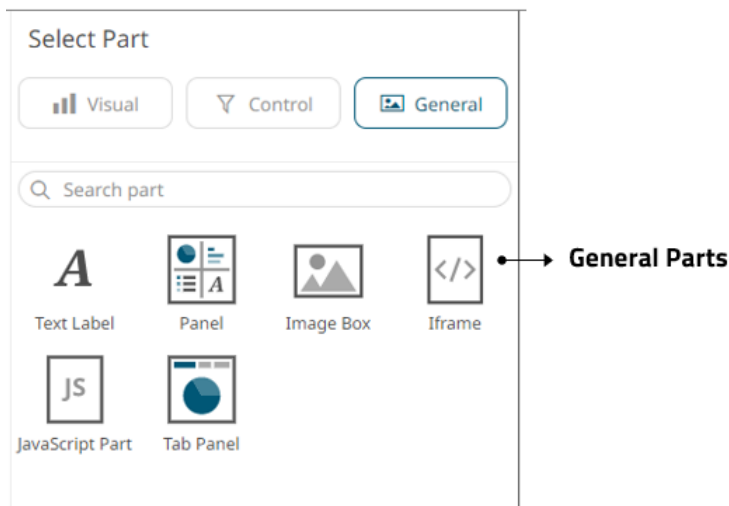 Select Part
Visual Control General
Search part
General Parts
Text Label Panel Image Box Iframe
JavaScript Part Tab Panel